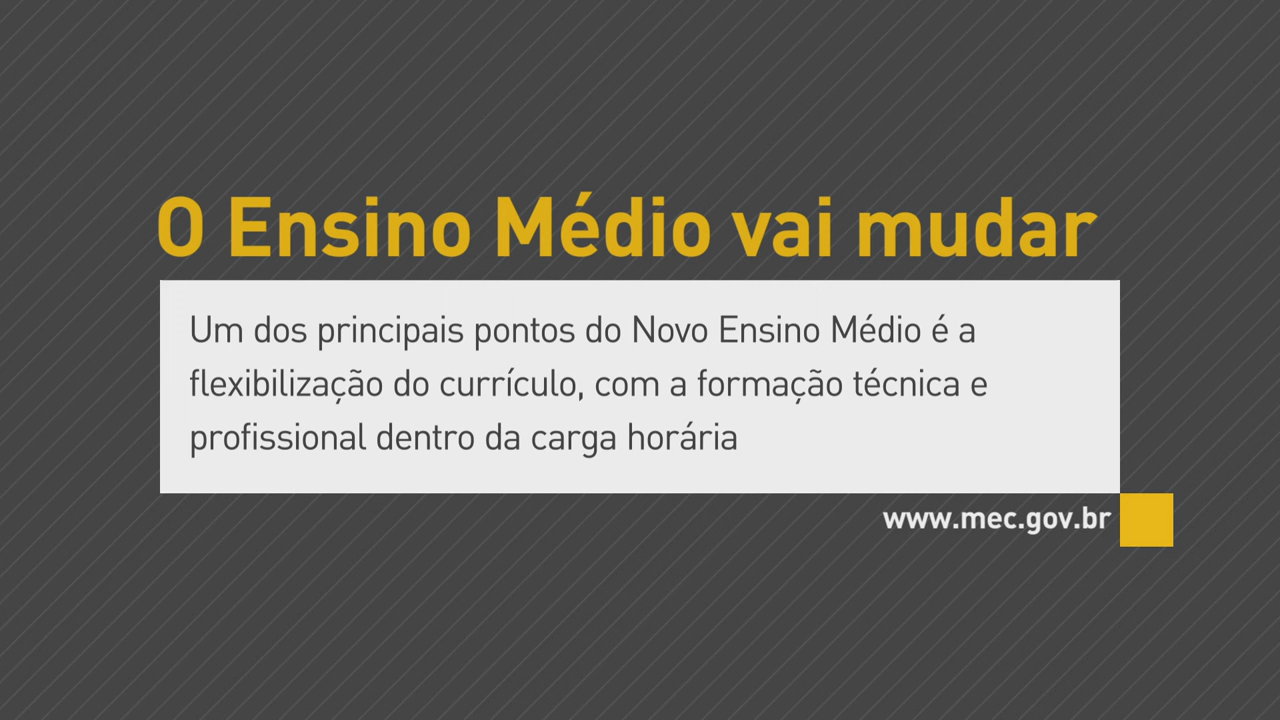 O Ensino Médio vai mudar
Um dos principais pontos do Novo Ensino Médio é a
flexibilização do currículo, com a formação técnica e
profissional dentro da carga horária
www.mec.gov.br